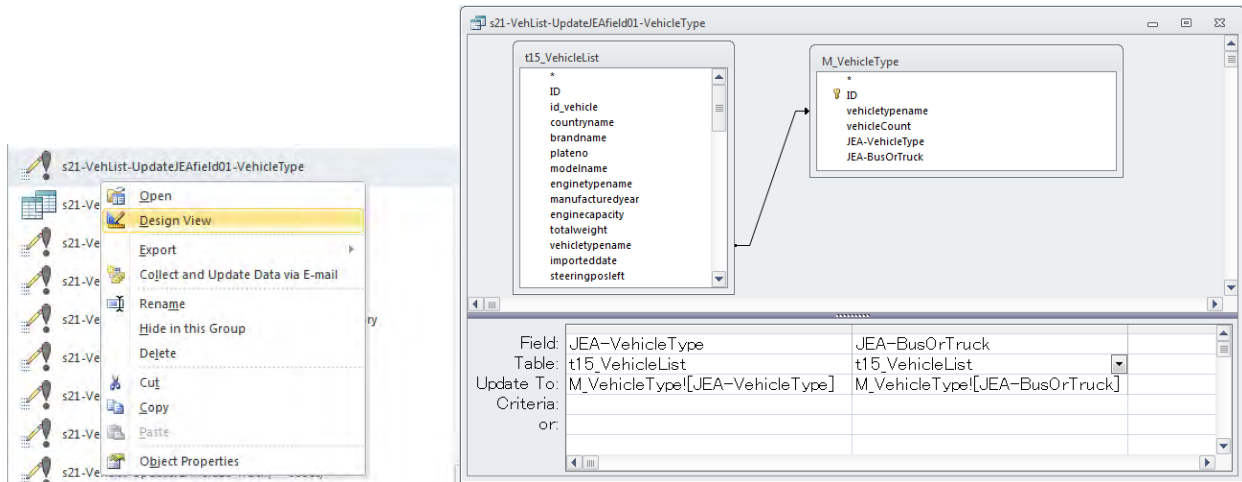 s21-VehList-UpdateJEAfield01-VehicleType
s21-Ve
s21-Ve
s21-Ve
s21-Ve
ry
s21-Ve
s21-Ve
s21-Ve
s21-Ve
Open
Design View
Export
Collect and Update Data via E-mail
Rename
Hide in this Group
Delete
Cut
Copy
Paste
Object Properties
s21-VehList-UpdateJEAfield01-VehicleType
t15_VehicleList
*
ID
id_vehicle
countryname
brandname
plateno
modelname
enginetypename
manufacturedyear
enginecapacity
totalweight
vehicletypename
importeddate
steeringposleft
M_VehicleType
*
ID
vehicletypename
vehicleCount
JEA-VehicleType
JEA-BusOrTruck
Field: JEA-VehicleType JEA-BusOrTruck
Table: t15_VehicleList t15_VehicleList
Update To: M_VehicleType![JEA-VehicleType] M_VehicleType![JEA-BusOrTruck]
Criteria:
or: